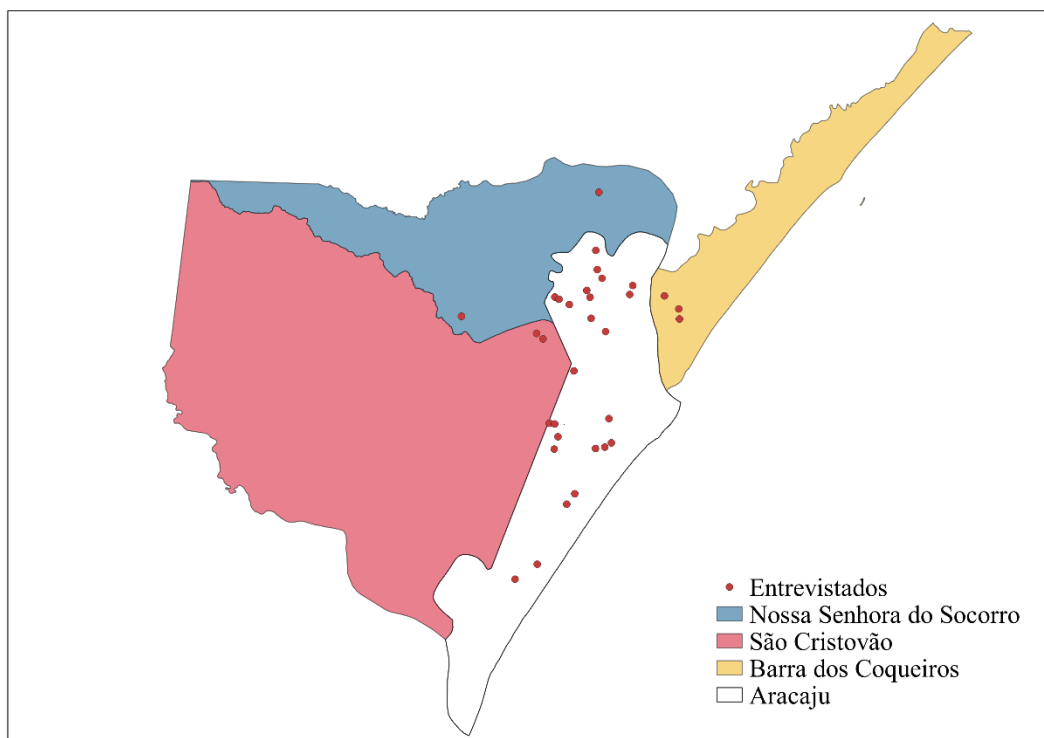 Entrevistados
Nossa Senhora do Socorro
São Cristovão
Barra dos Coqueiros
Aracaju